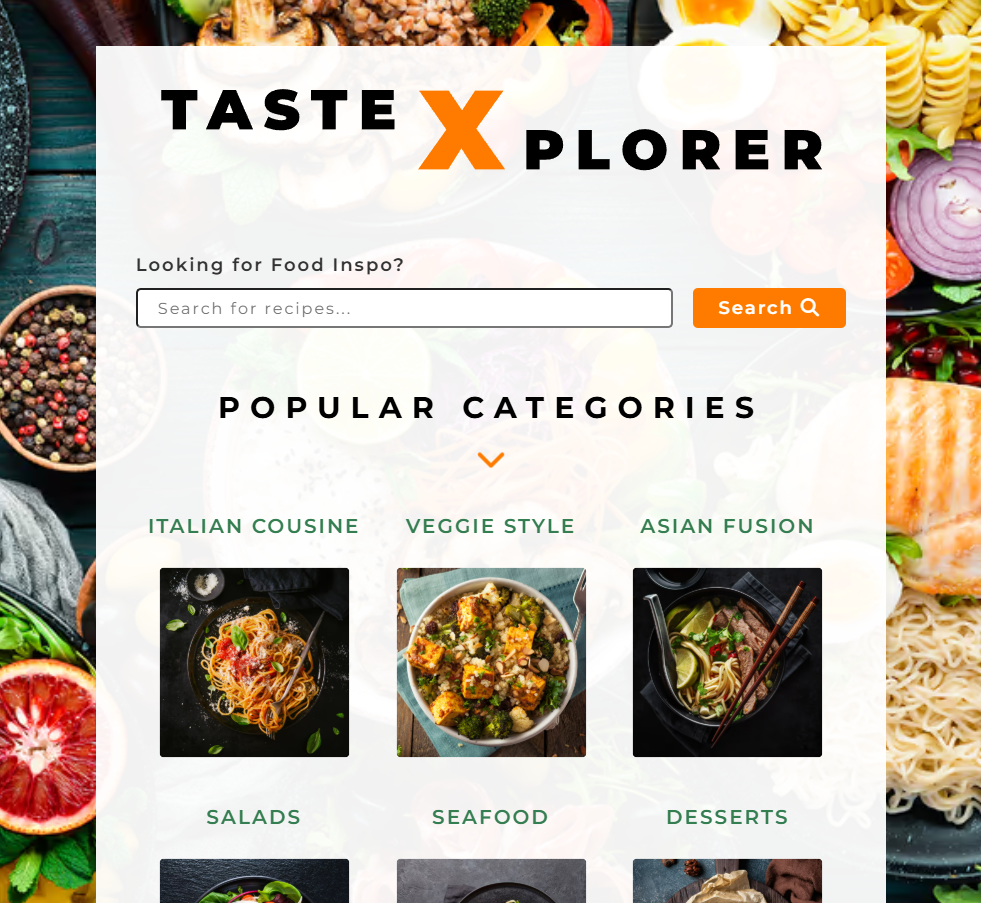 TASTE X PLORER
Looking for Food Inspo?
Search for recipes...
Search
POPULAR CATEGORIES
ITALIAN COUSINE
VEGGIE STYLE
ASIAN FUSION
SALADS
SEAFOOD
DESSERTS